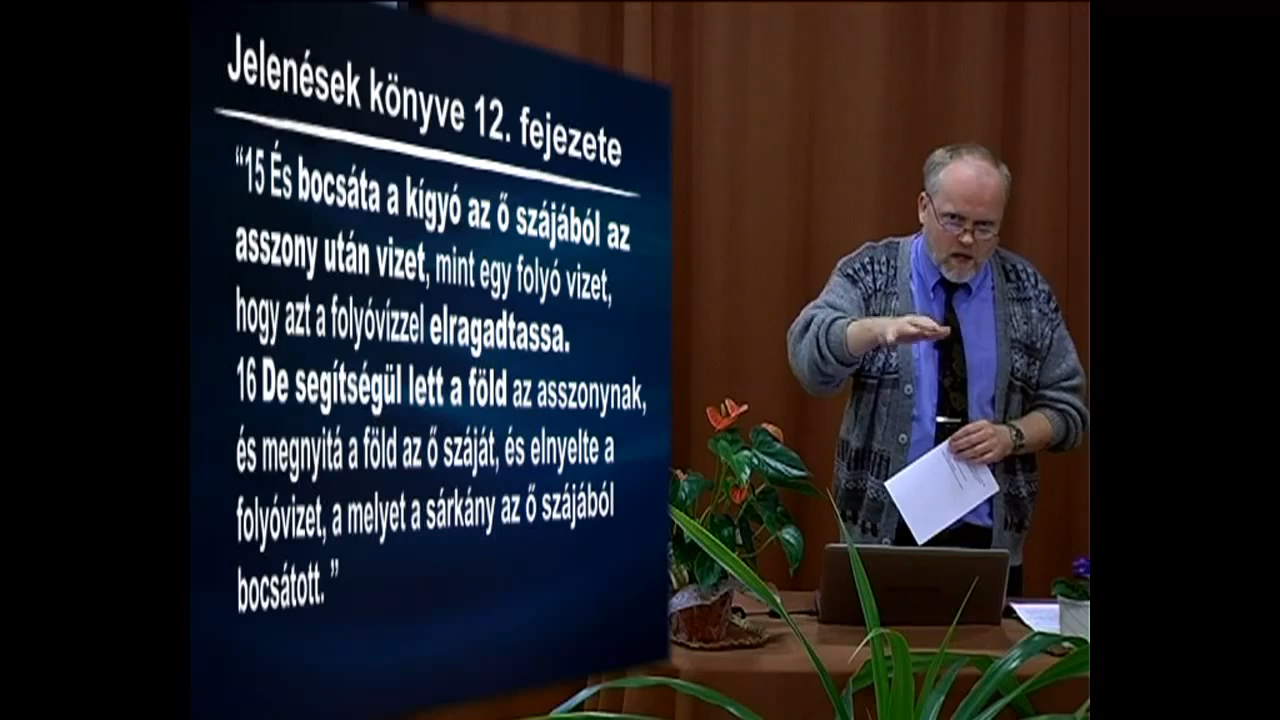 Jelenések könyve 12. fejezete
“15 És bocsáta a kígyó az ő szájából az
asszony után vizet, mint egy folyó vizet,
hogy azt a folyóvízzel elragadtassa.
16 De segítségül lett a föld az asszonynak,
és megnyitá a föld az ő száját, és elnyelte a
folyóvizet, a melyet a sárkány az ő szájából
bocsátott. ”